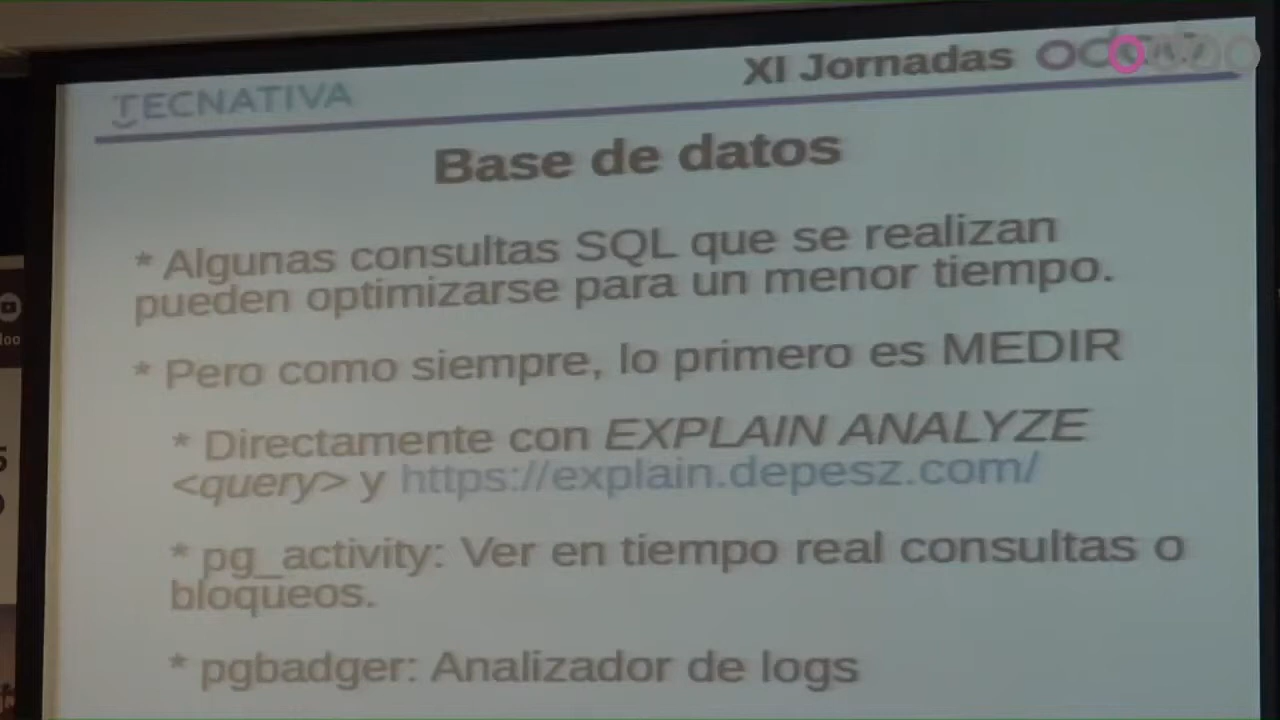 TECNATIVA
XI Jornadas
Base de datos
* Algunas consultas SQL que se realizan
pueden optimizarse para un menor tiempo.
* Pero como siempre, lo primero es MEDIR
* Directamente con EXPLAIN ANALYZE
<query> y https://explain.depesz.com/
* pg_activity: Ver en tiempo real consultas o
bloqueos.
* pgbadger: Analizador de logs